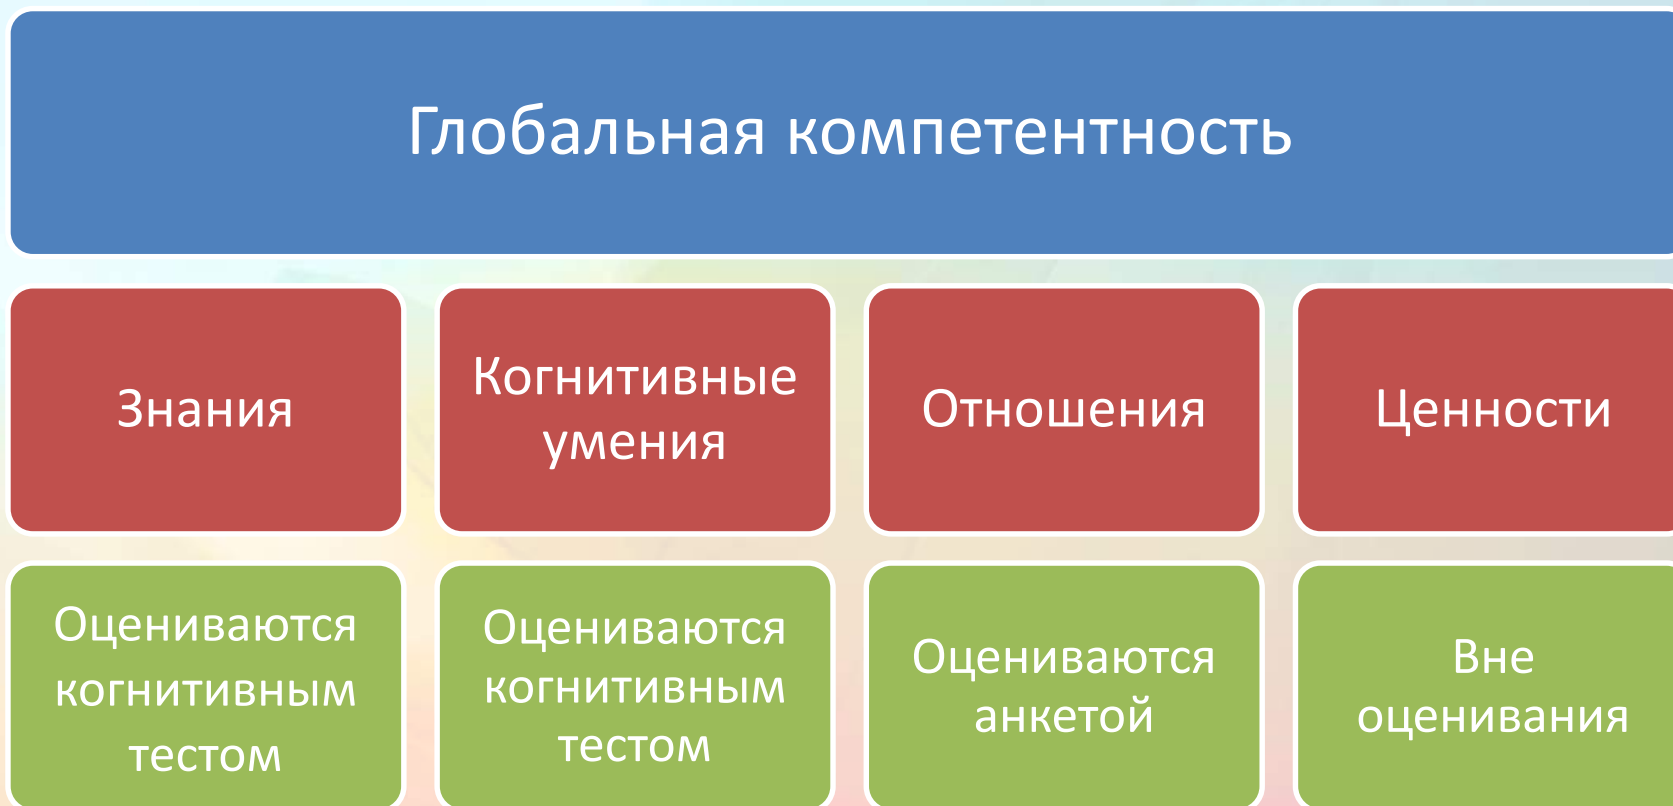 Глобальная компетентность
Знания
Когнитивные
умения
Отношения
Ценности
Оцениваются
когнитивным
тестом
Оцениваются
когнитивным
тестом
Оцениваются
анкетой
Вне
оценивания